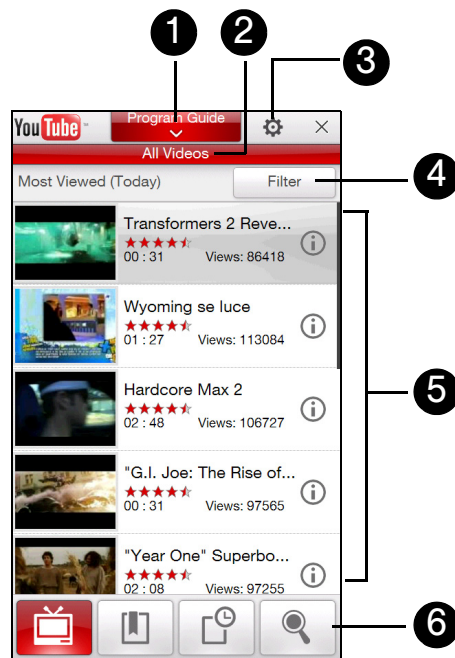 1
2
3
YouTube™
Program Guide
All Videos
Most Viewed (Today)
Filter
4
Transformers 2 Reve...
00 : 31 Views: 86418
Wyoming se luce
01 : 27 Views: 113084
5
Hardcore Max 2
02 : 48 Views: 106727
"G.I. Joe: The Rise of...
00 : 31 Views: 97565
"Year One" Superbo...
02 : 08 Views: 97255
6